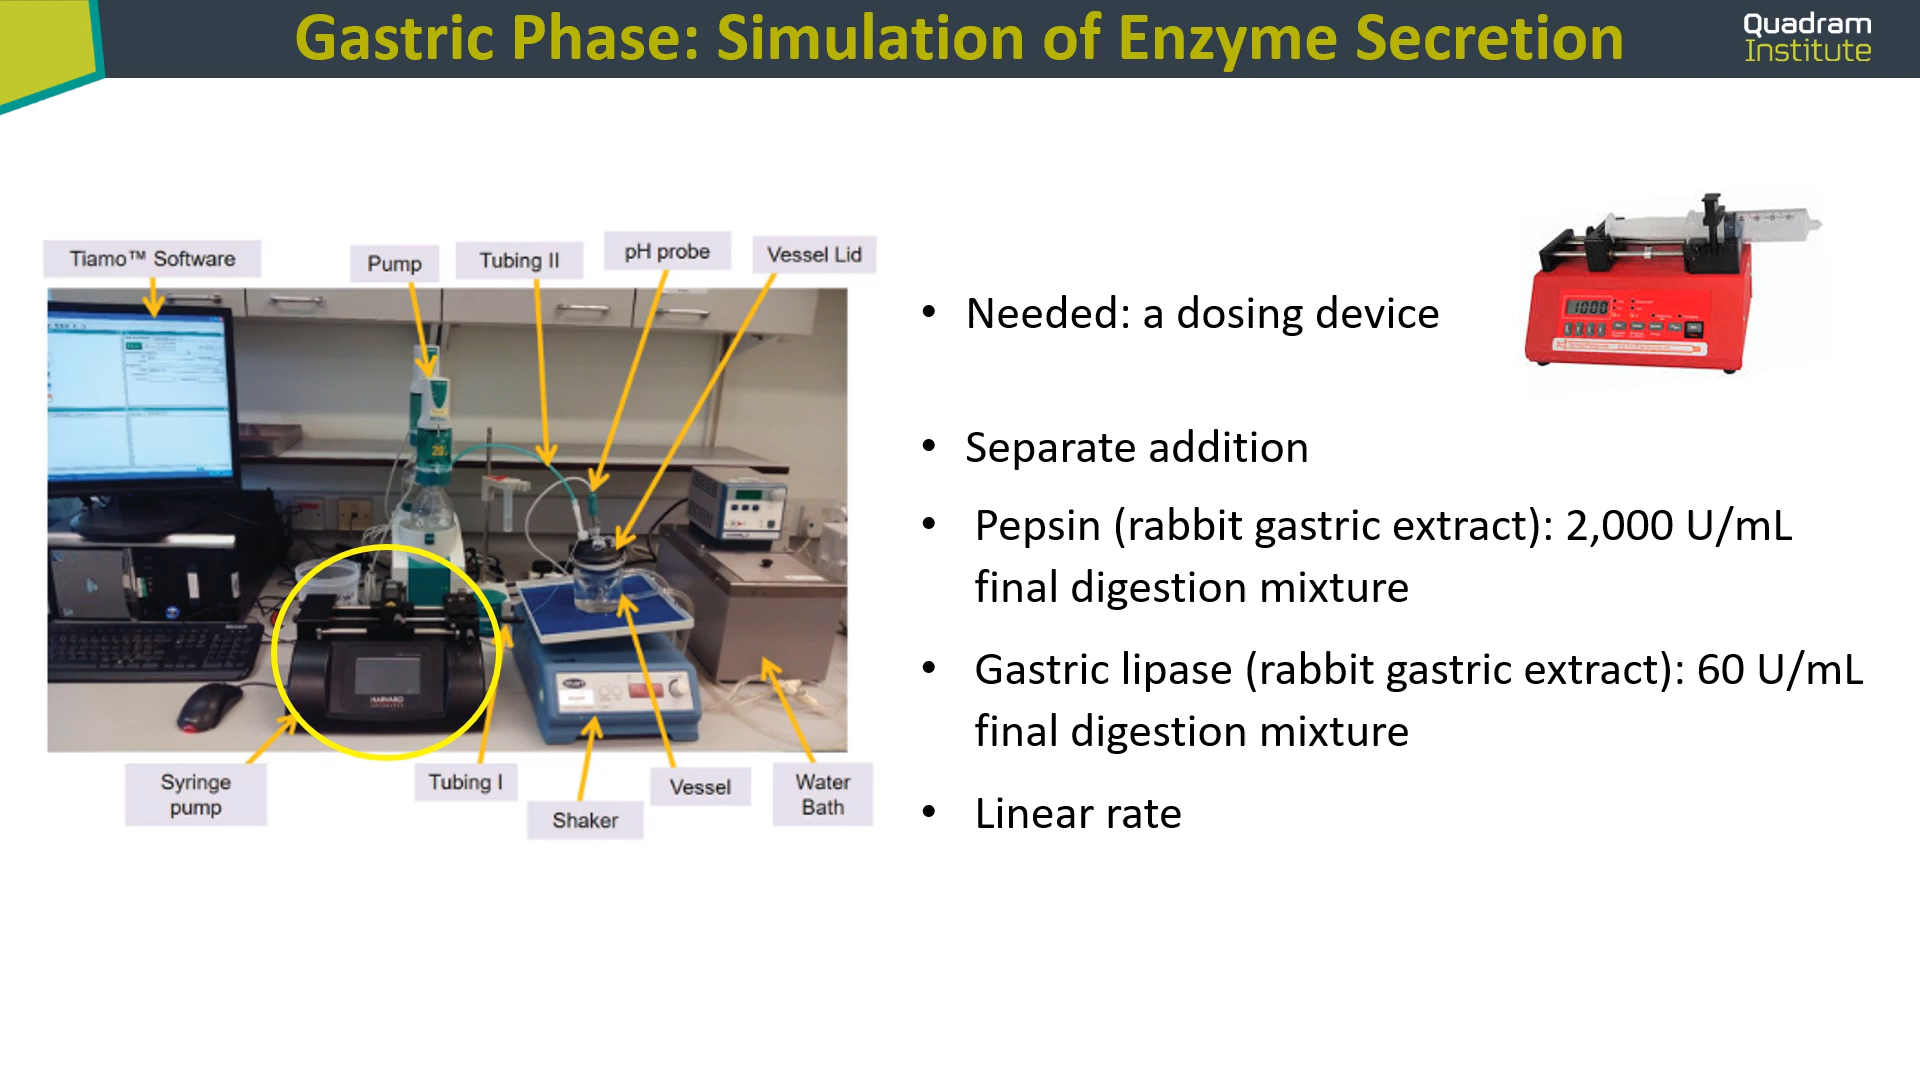 Gastric Phase: Simulation of Enzyme Secretion
Quadram
Institute
Tiamo™ Software
Pump
Tubing II
pH probe
Vessel Lid
HARVARD
Syringe
pump
Tubing I
Shaker
Vessel
Water
Bath
1000
• Needed: a dosing device
• Separate addition
• Pepsin (rabbit gastric extract): 2,000 U/mL
final digestion mixture
• Gastric lipase (rabbit gastric extract): 60 U/mL
final digestion mixture
• Linear rate